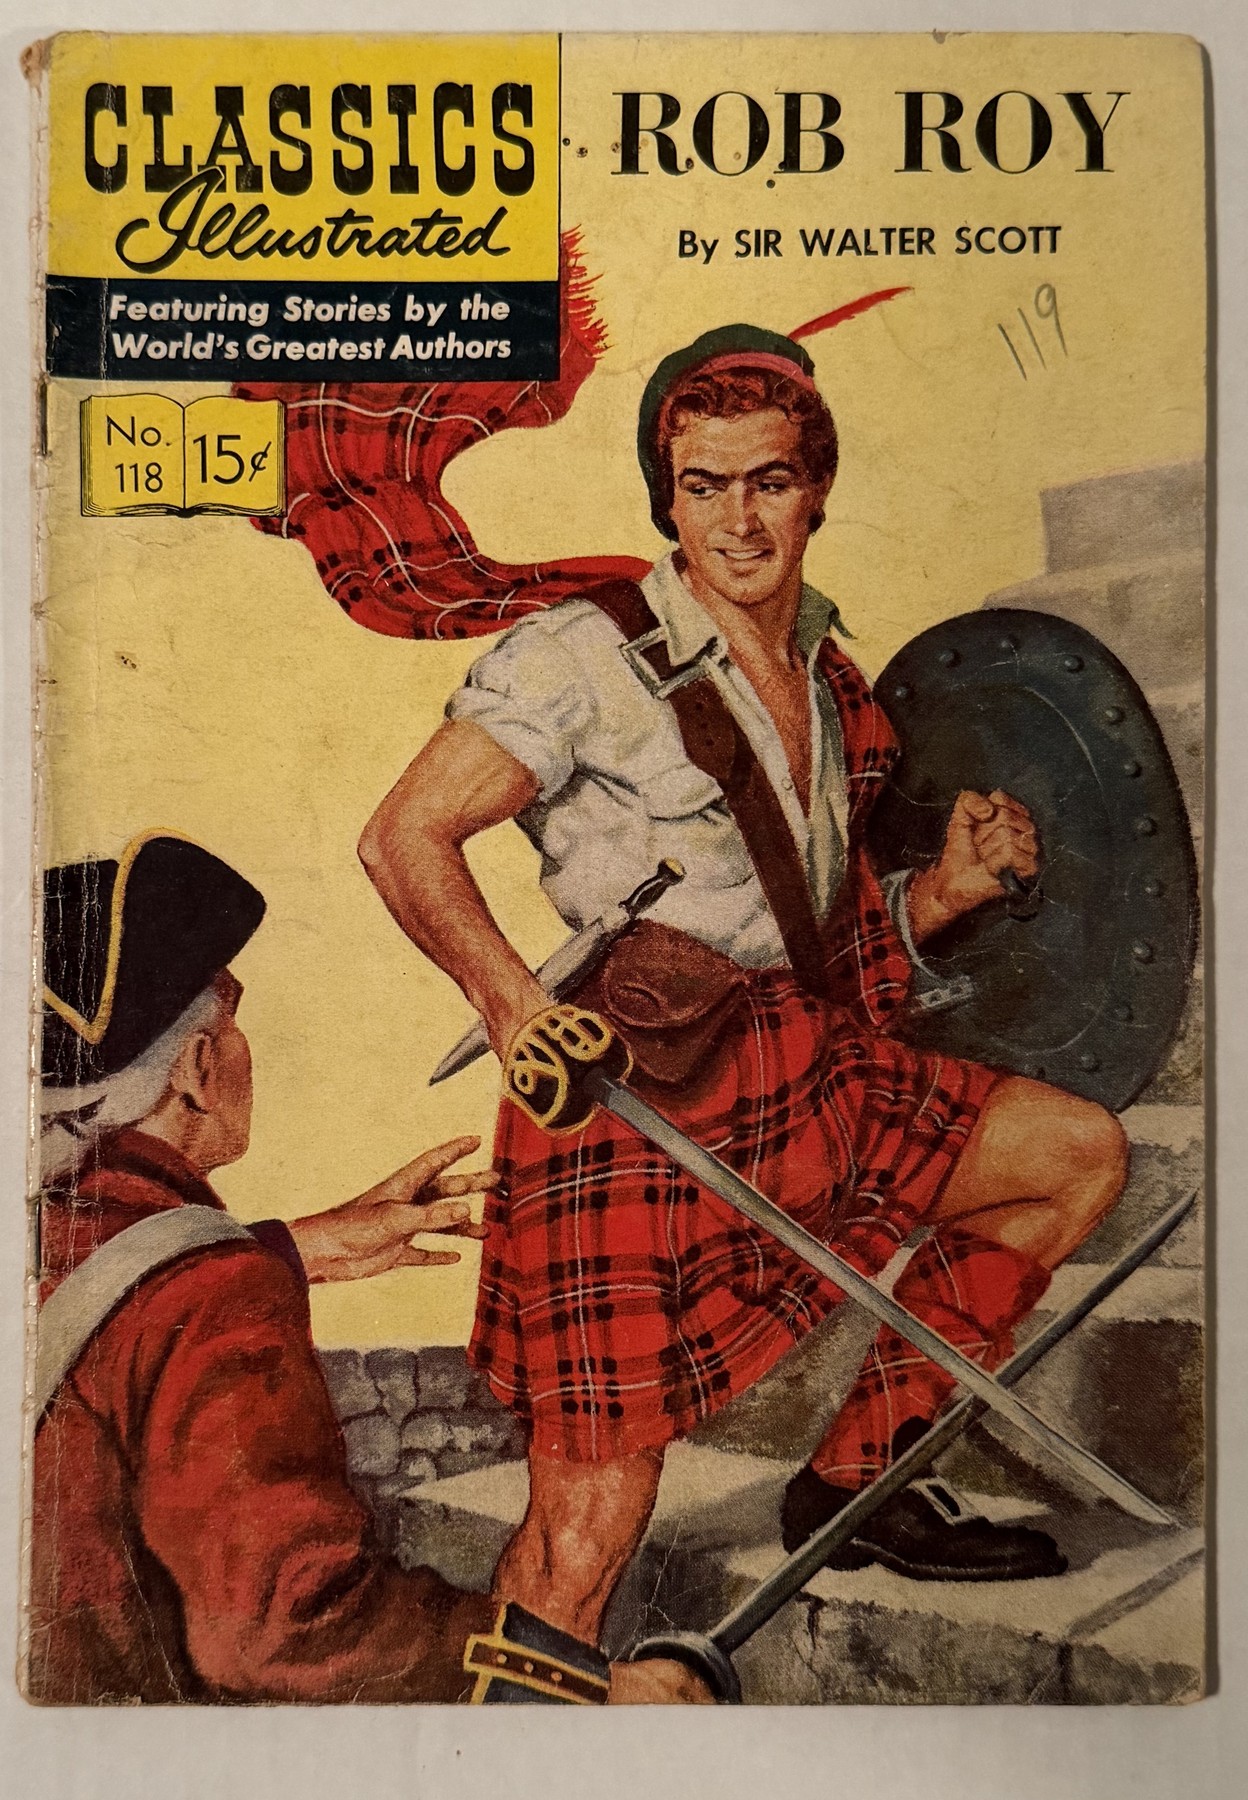 CLASSICS
Illustrated
Featuring Stories by the
World's Greatest Authors
No.
118
15¢
ROB ROY
By SIR WALTER SCOTT
119